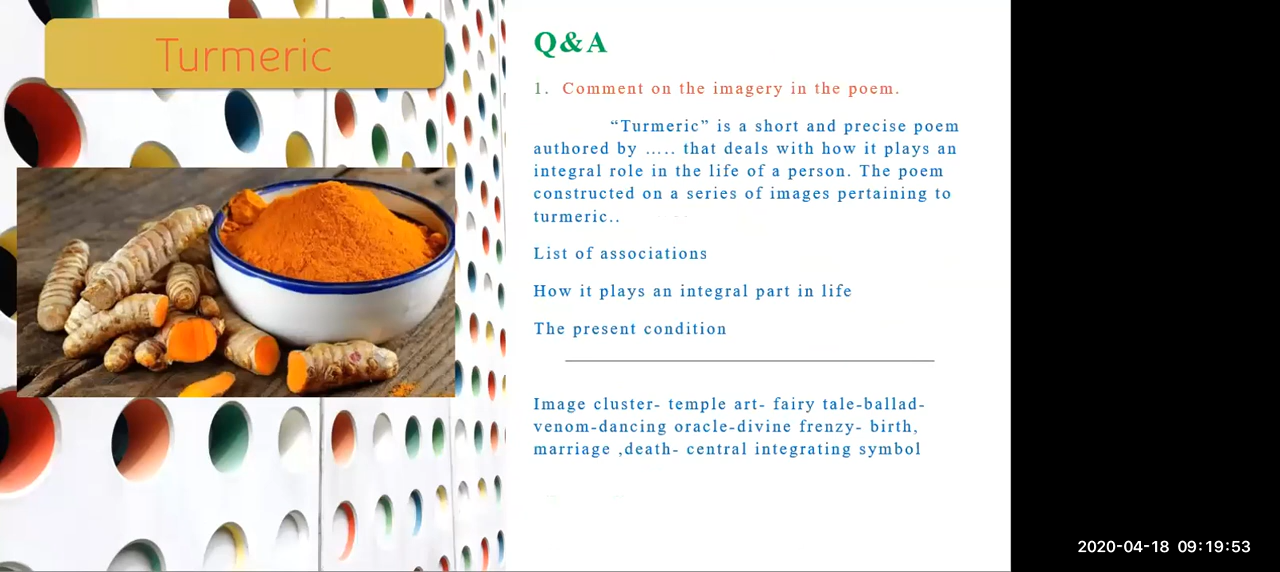 Turmeric
Q&A
1. Comment on the imagery in the poem.
“Turmeric” is a short and precise poem
authored by ..... that deals with how it plays an
integral role in the life of a person. The poem
constructed on a series of images pertaining to
turmeric..
List of associations
How it plays an integral part in life
The present condition
Image cluster- temple art- fairy tale-ballad-
venom-dancing oracle-divine frenzy- birth,
marriage ,death- central integrating symbol
2020-04-18 09:19:53